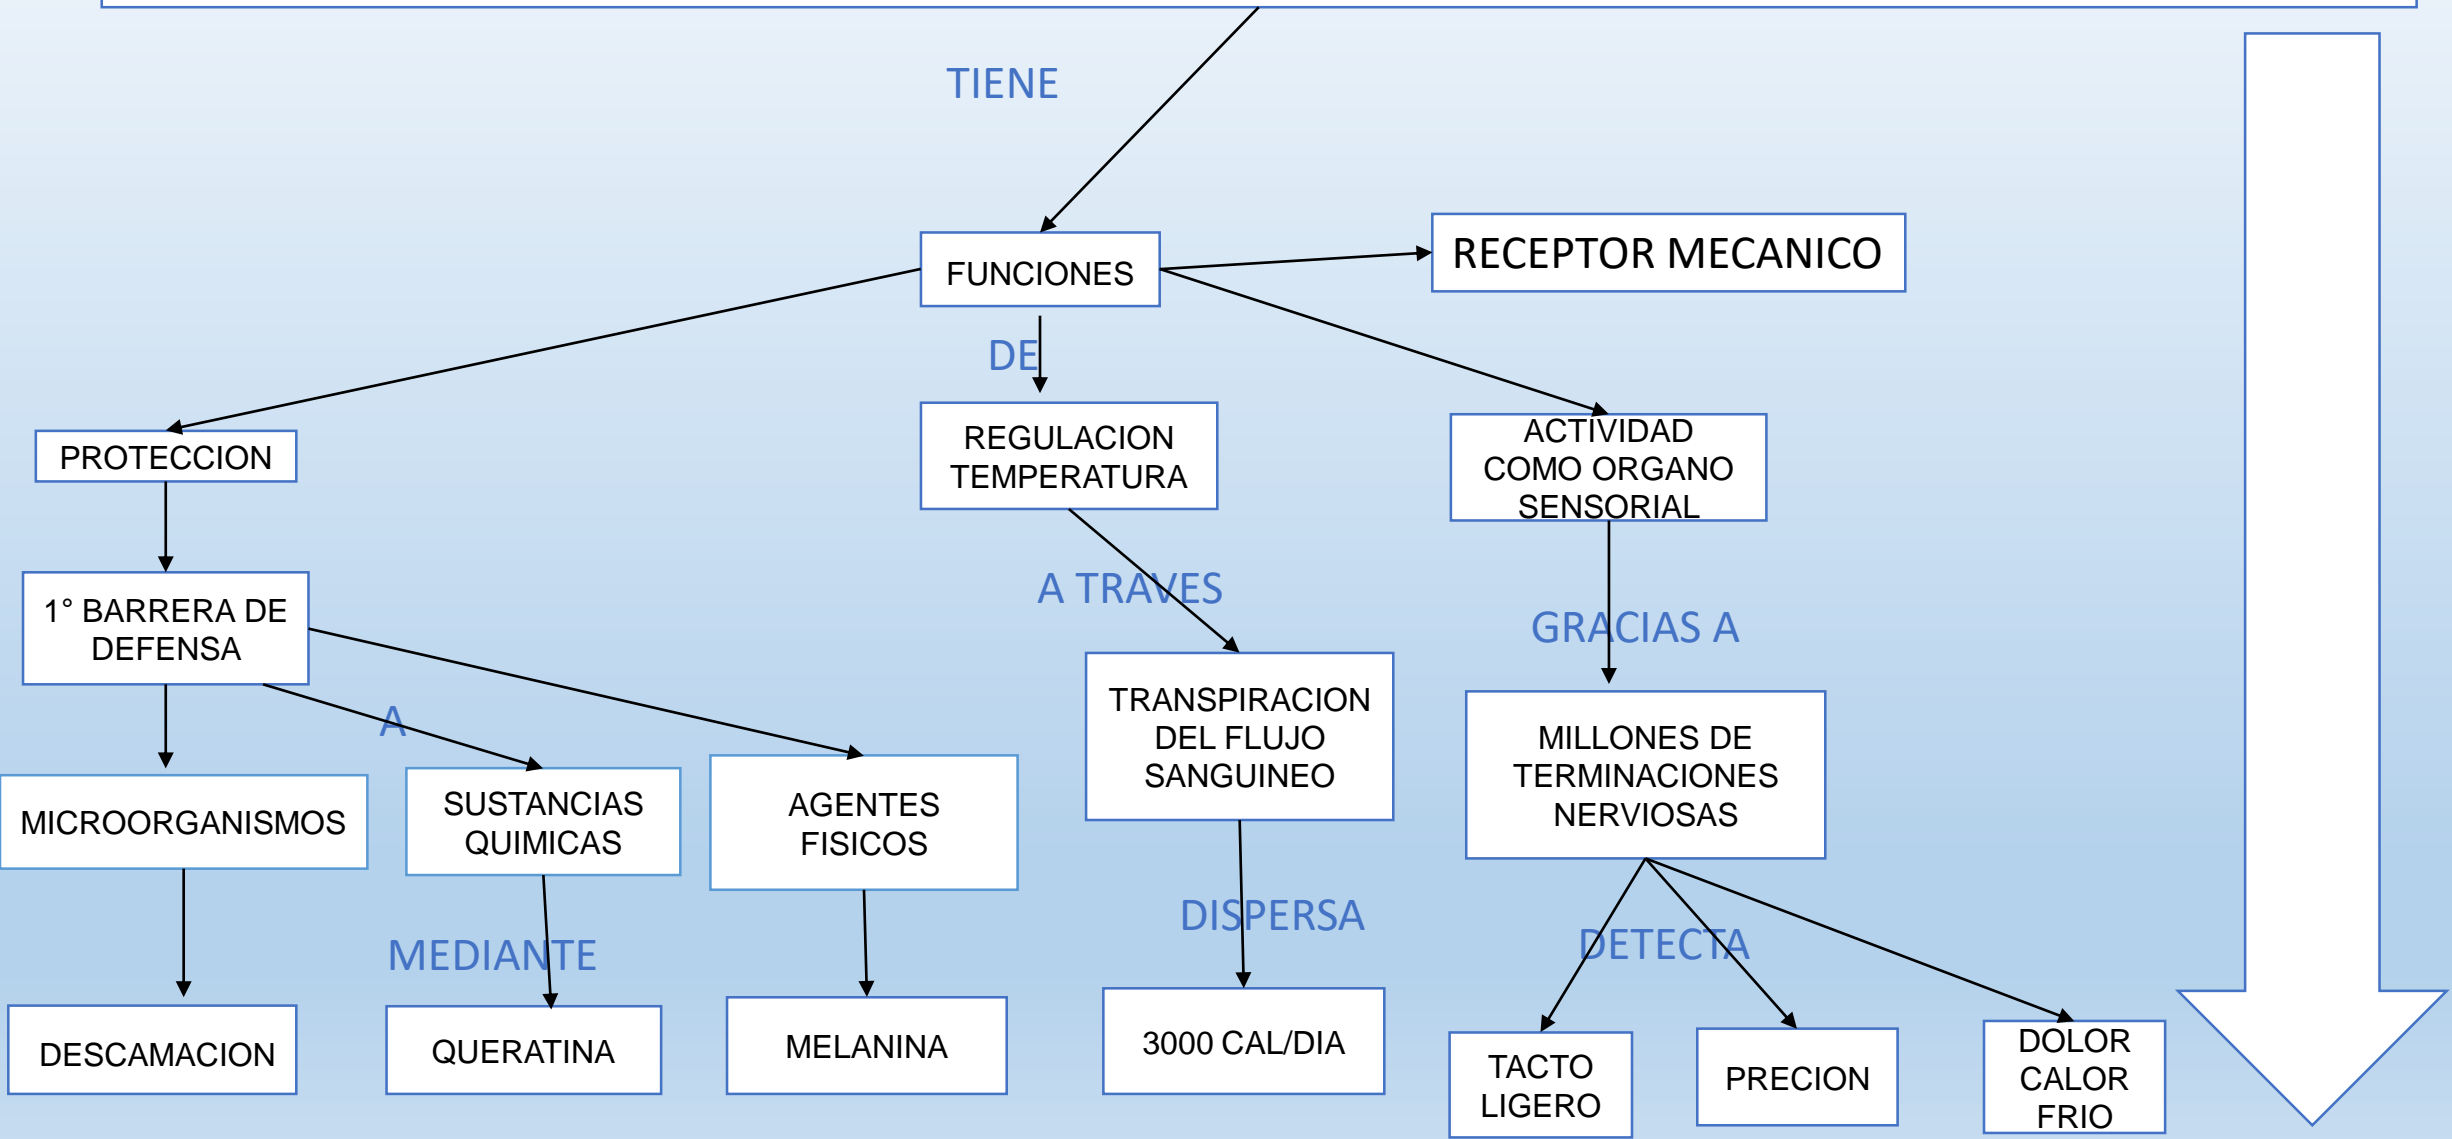 TIENE
RECEPTOR MECANICO
FUNCIONES
DE
PROTECCION
REGULACION
TEMPERATURA
ACTIVIDAD
COMO ORGANO
SENSORIAL
1° BARRERA DE
DEFENSA
A TRAVES
GRACIAS A
A
MICROORGANISMOS
SUSTANCIAS
QUIMICAS
AGENTES
FISICOS
TRANSPIRACION
DEL FLUJO
SANGUINEO
MILLONES DE
TERMINACIONES
NERVIOSAS
MEDIANTE
DISPERSA
DETECTA
DESCAMACION
QUERATINA
MELANINA
3000 CAL/DIA
TACTO
LIGERO
PRECION
DOLOR
CALOR
FRIO